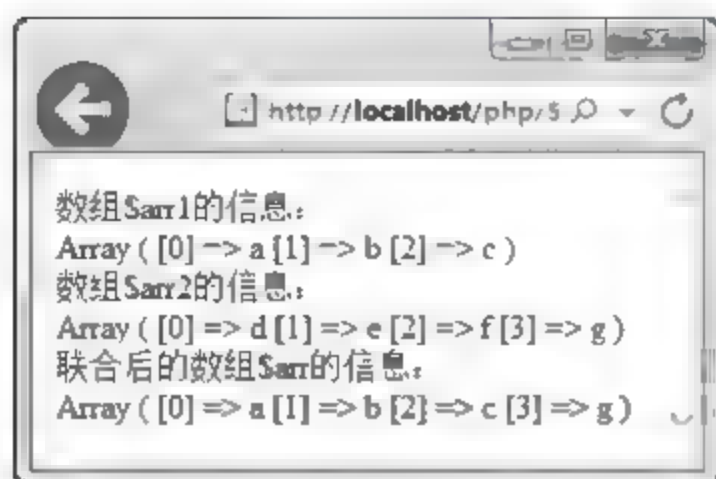 http://localhost/php/5
数组$arr1的信息:
Array ( [0] => a [1] => b [2] => c )
数组$arr2的信息:
Array ( [0] => d [1] => e [2] => f [3] => g )
联合后的数组$arr的信息:
Array ( [0] => a [1] => b [2] => c [3] => g )